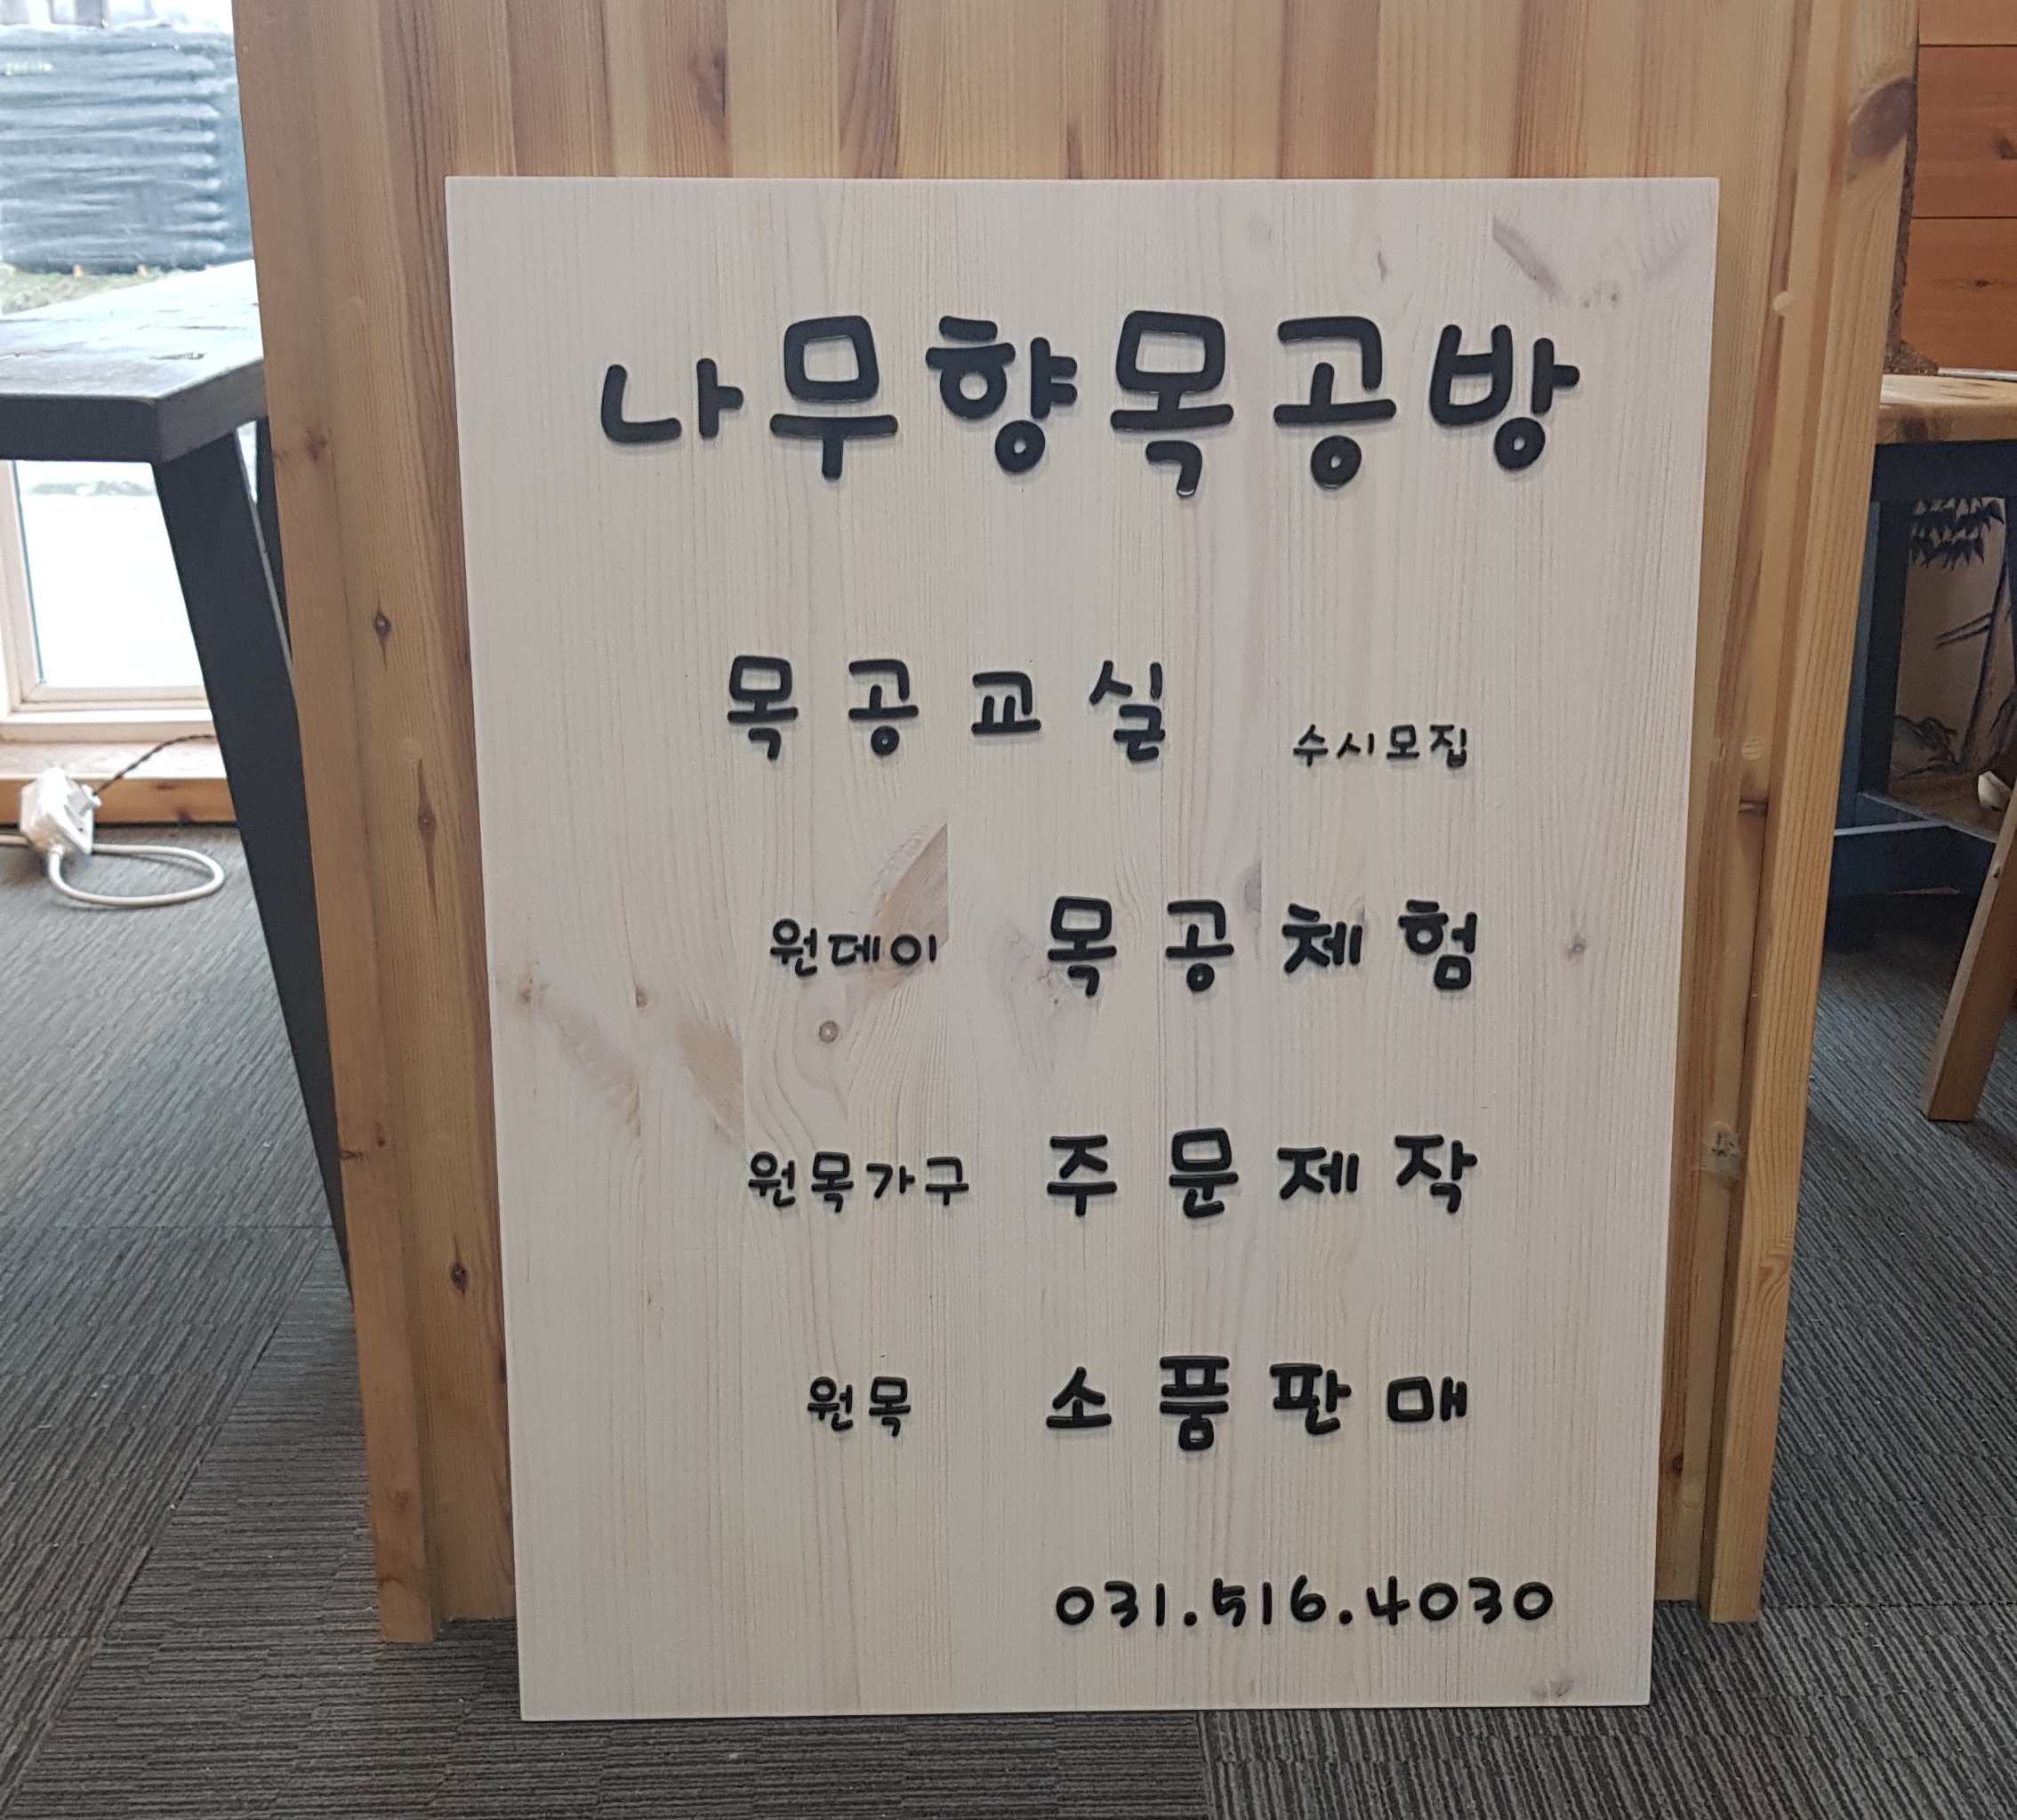 나무향목공방
목공교실 수시모집
원데이 목공체험
원목가구 주문제작
원목 소품판매
031.516.4030